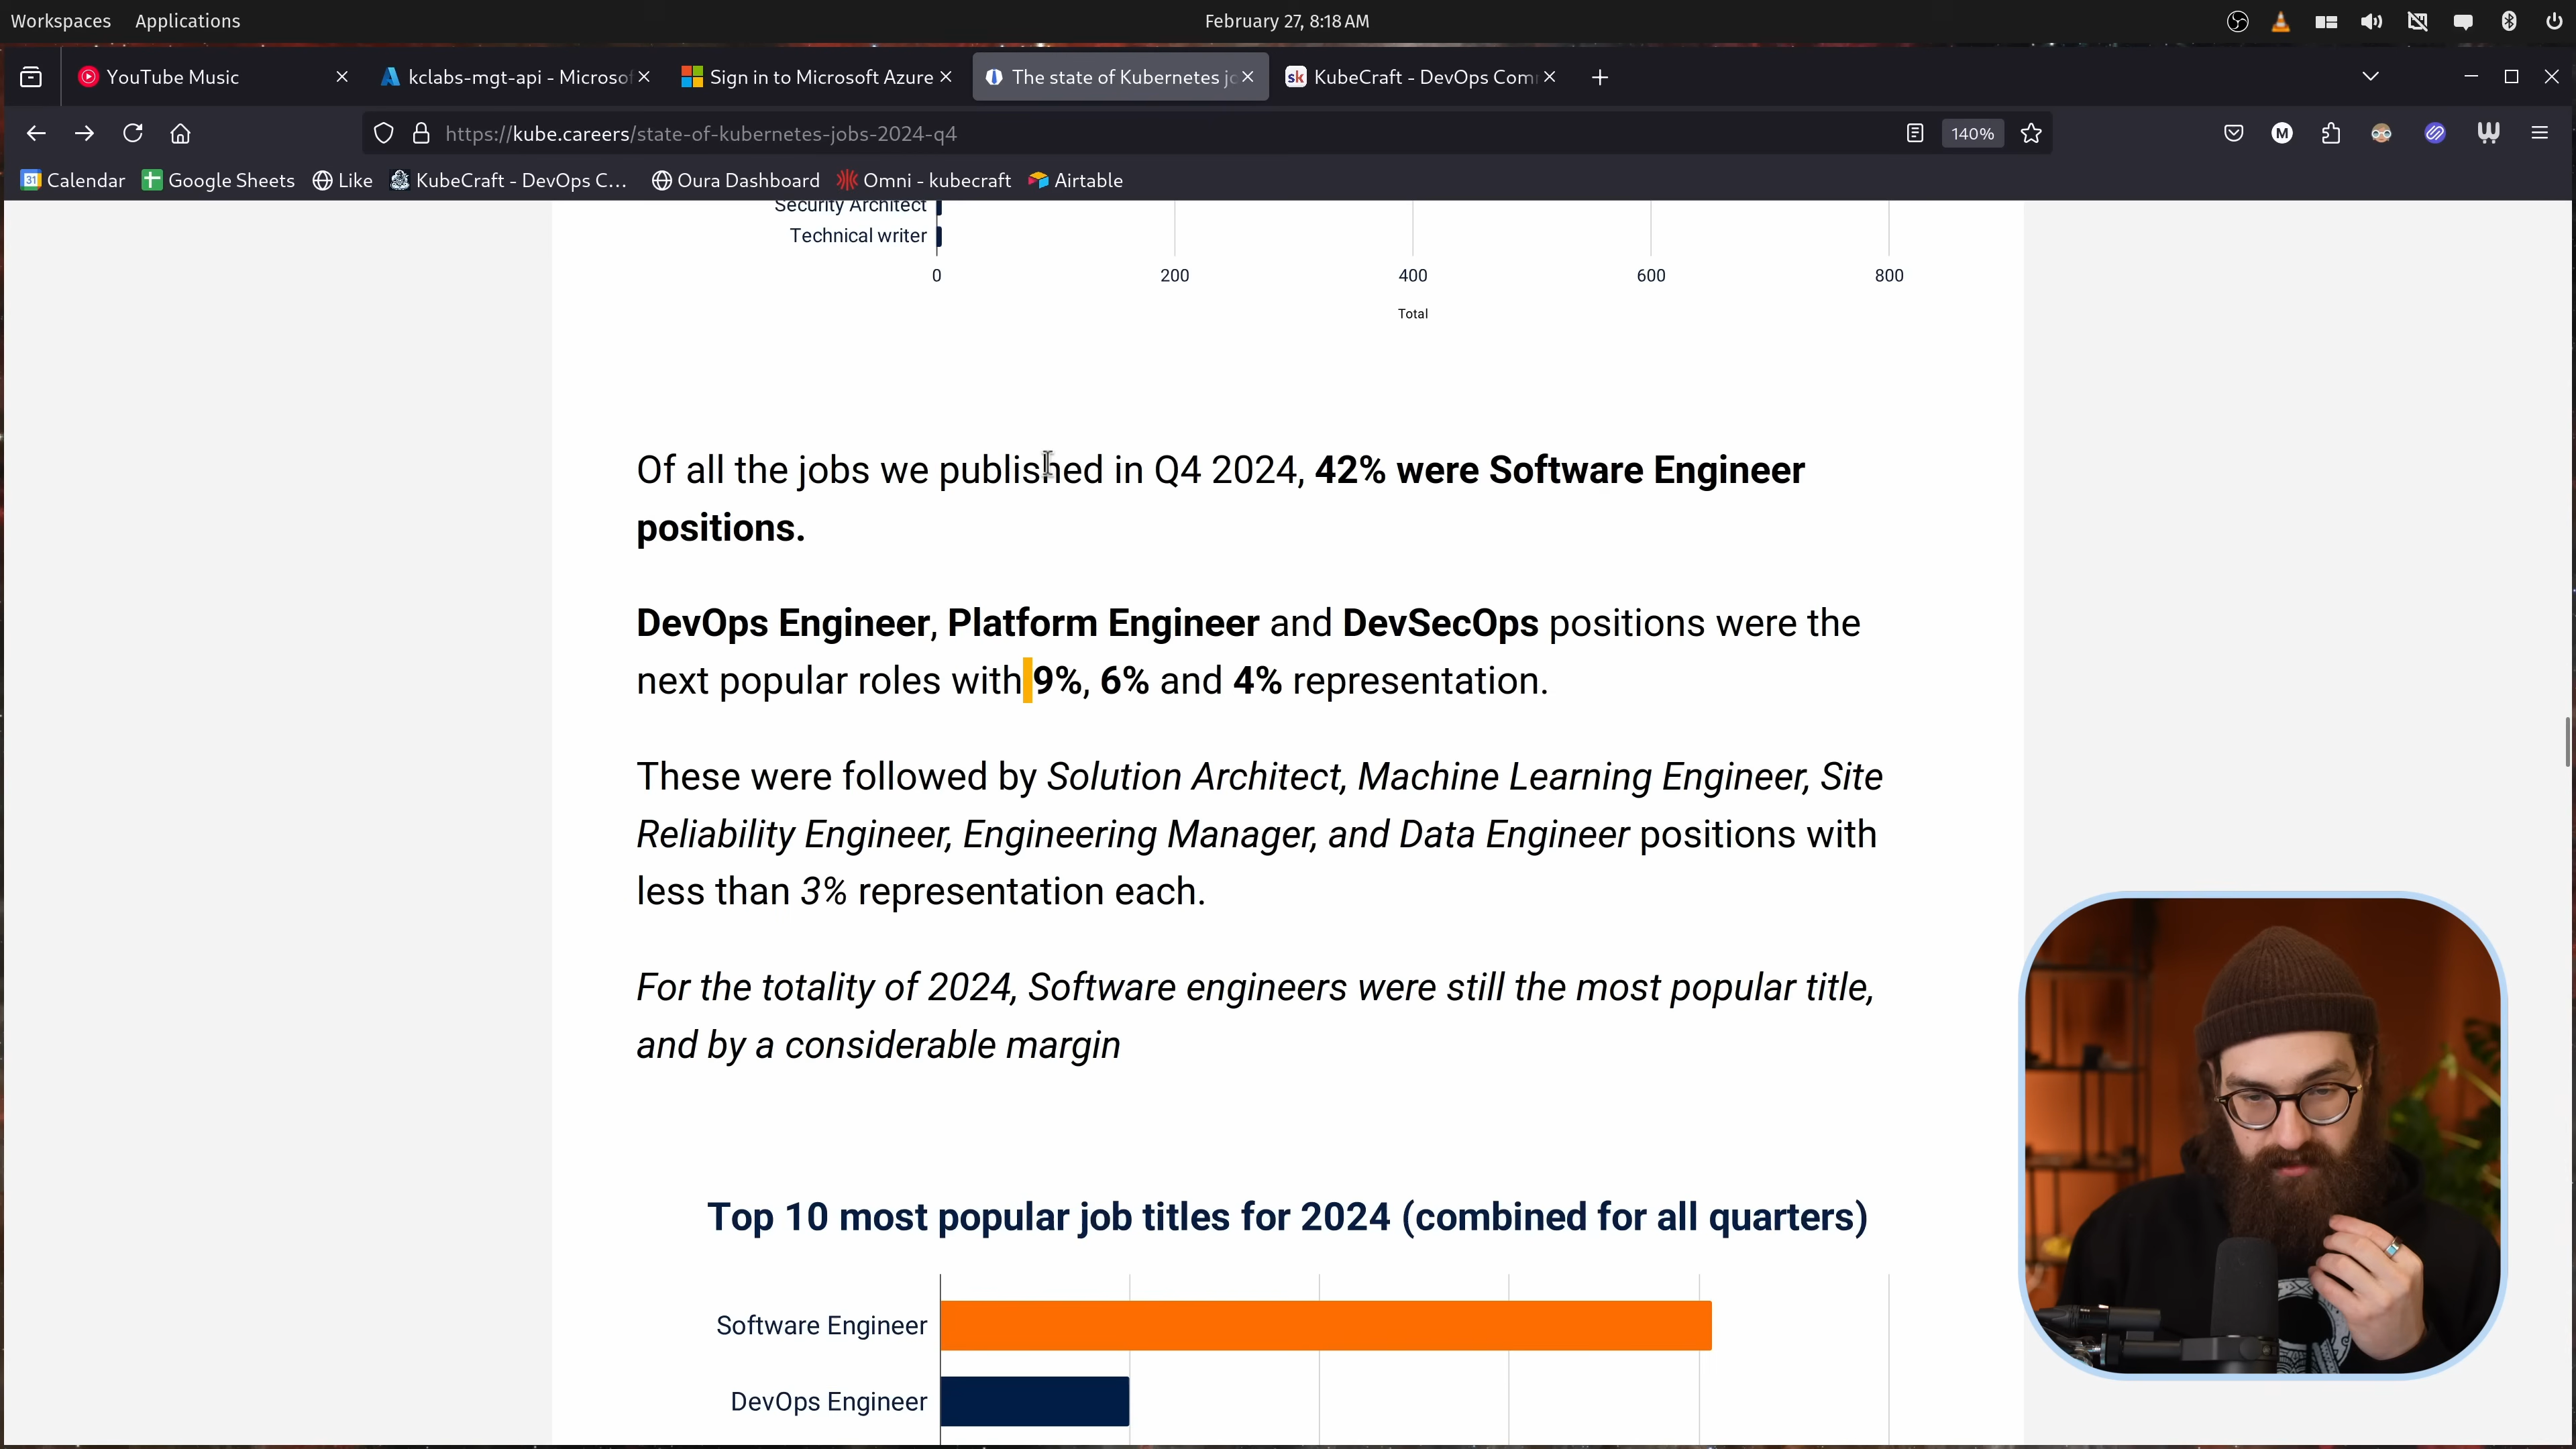 Workspaces Applications February 27, 8:18 AM
YouTube Music kclabs-mgt-api - Microsof Sign in to Microsoft Azure The state of Kubernetes jo sk KubeCraft - DevOps Com
https://kube.careers/state-of-kubernetes-jobs-2024-q4 140% M
31 Calendar Google Sheets Like KubeCraft - DevOps C... Oura Dashboard Omni - kubecraft Airtable
Security Architect
Technical writer
0 200 400 600 800
Total
Of all the jobs we published in Q4 2024, 42% were Software Engineer
positions.
DevOps Engineer, Platform Engineer and DevSecOps positions were the
next popular roles with 9%, 6% and 4% representation.
These were followed by Solution Architect, Machine Learning Engineer, Site
Reliability Engineer, Engineering Manager, and Data Engineer positions with
less than 3% representation each.
For the totality of 2024, Software engineers were still the most popular title,
and by a considerable margin
Top 10 most popular job titles for 2024 (combined for all quarters)
Software Engineer
DevOps Engineer